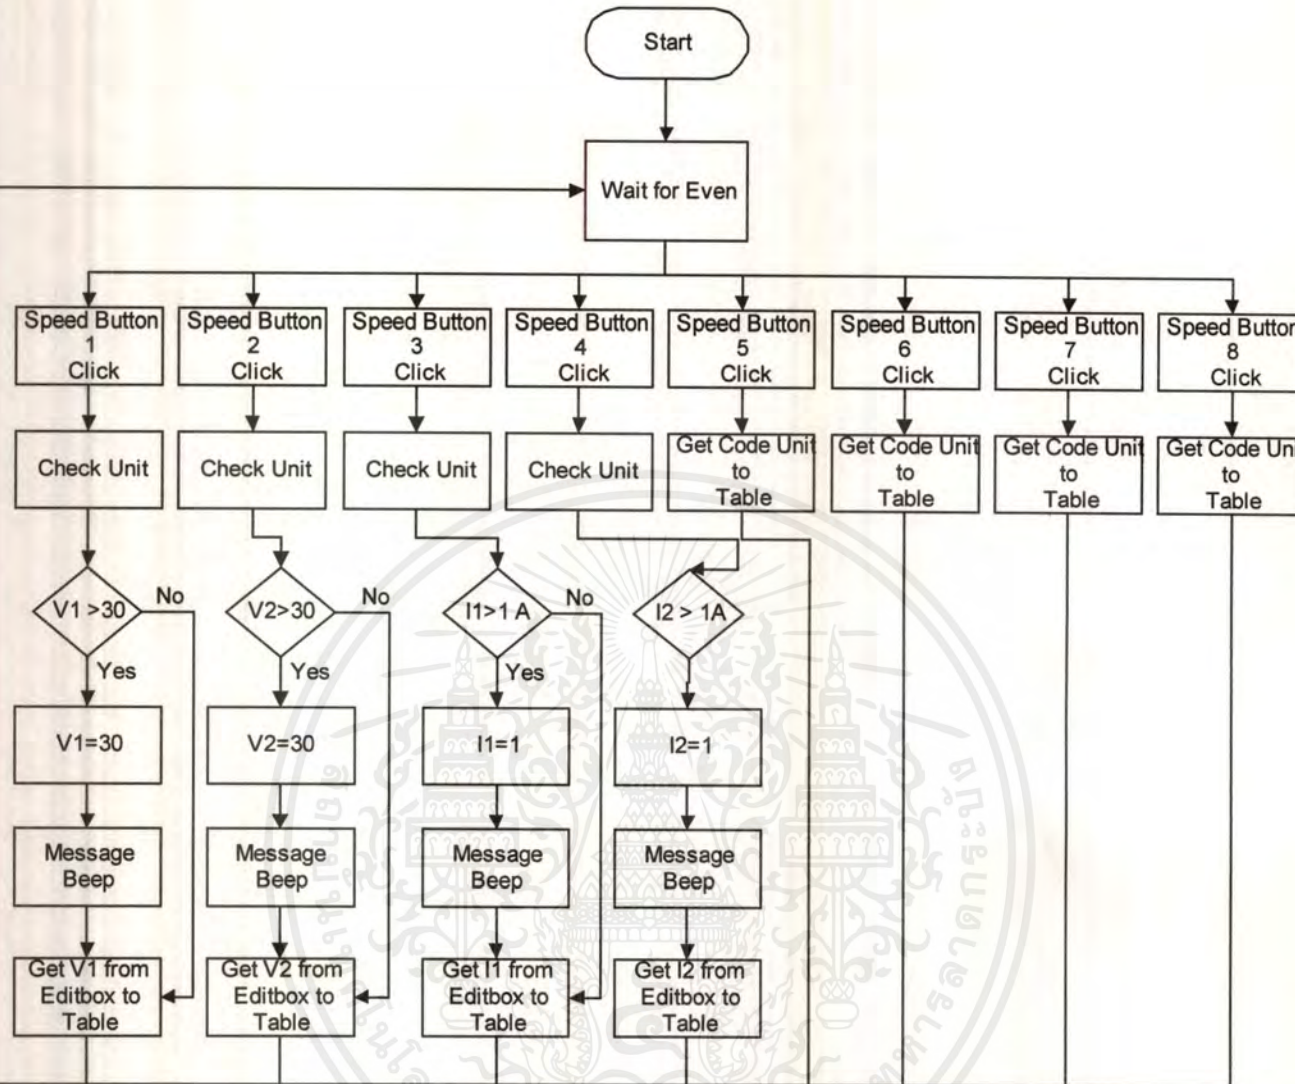 Start
Wait for Even
Speed Button
1
Click
Speed Button
2
Click
Speed Button
3
Click
Speed Button
4
Click
Speed Button
5
Click
Speed Button
6
Click
Speed Button
7
Click
Speed Button
8
Click
Check Unit
Check Unit
Check Unit
Check Unit
Get Code Unit
to
Table
Get Code Unit
to
Table
Get Code Unit
to
Table
Get Code Uni
to
Table
V1 >30
No
Yes
V2>30
No
Yes
I1>1 A
No
Yes
I2 > 1A
V1=30
V2=30
I1=1
I2=1
Message
Beep
Message
Beep
Message
Beep
Message
Beep
Get V1 from
Editbox to
Table
Get V2 from
Editbox to
Table
Get I1 from
Editbox to
Table
Get I2 from
Editbox to
Table